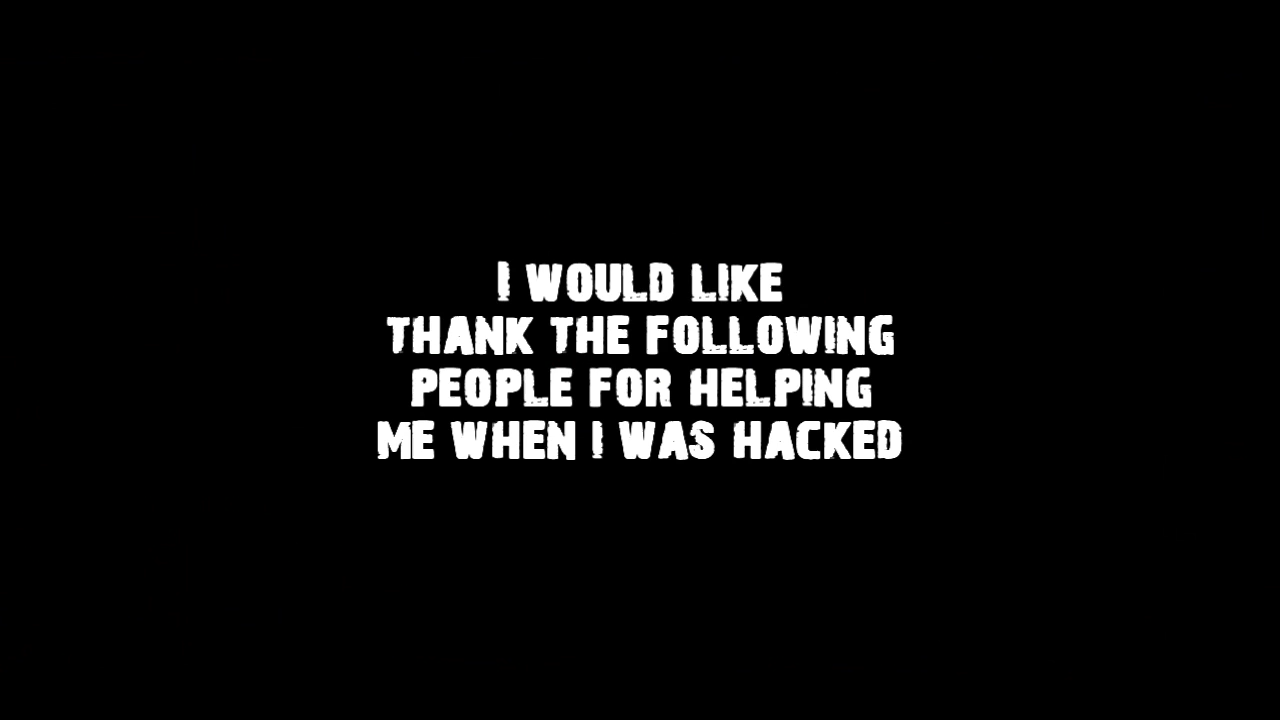 I WOULD LIKE
THANK THE FOLLOWING
PEOPLE FOR HELPING
ME WHEN I WAS HACKED